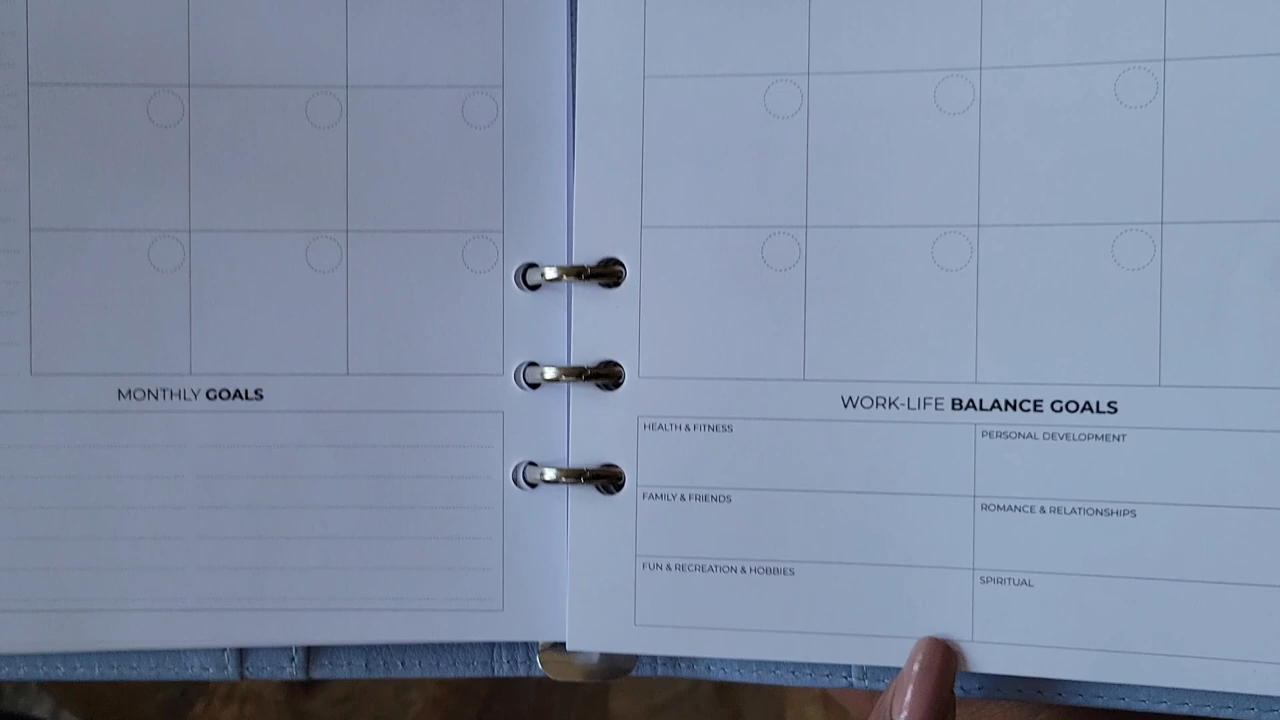 MONTHLY GOALS
WORK-LIFE BALANCE GOALS
HEALTH & FITNESS
PERSONAL DEVELOPMENT
FAMILY & FRIENDS
ROMANCE & RELATIONSHIPS
FUN & RECREATION & HOBBIES
SPIRITUAL